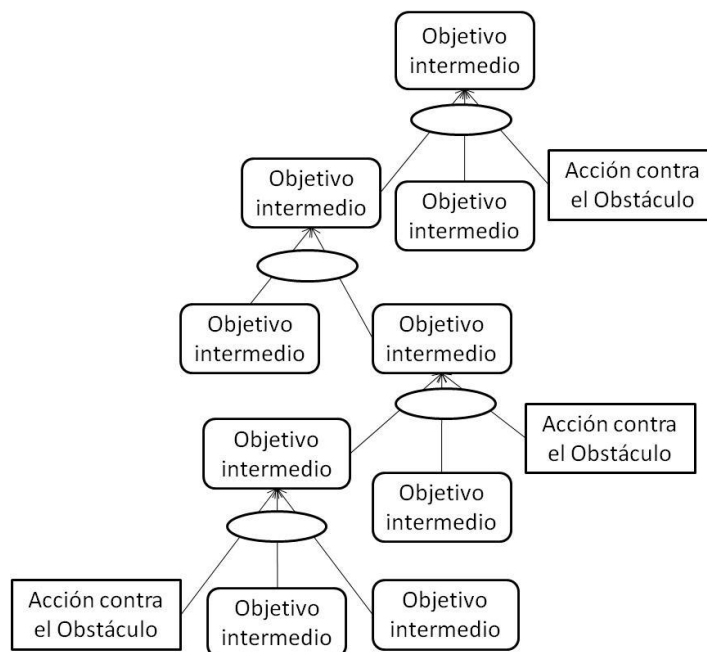 Objetivo
intermedio
Objetivo
intermedio
Objetivo
intermedio
Acción contra
el Obstáculo
Objetivo
intermedio
Objetivo
intermedio
Objetivo
intermedio
Objetivo
intermedio
Acción contra
el Obstáculo
Acción contra
el Obstáculo
Objetivo
intermedio
Objetivo
intermedio